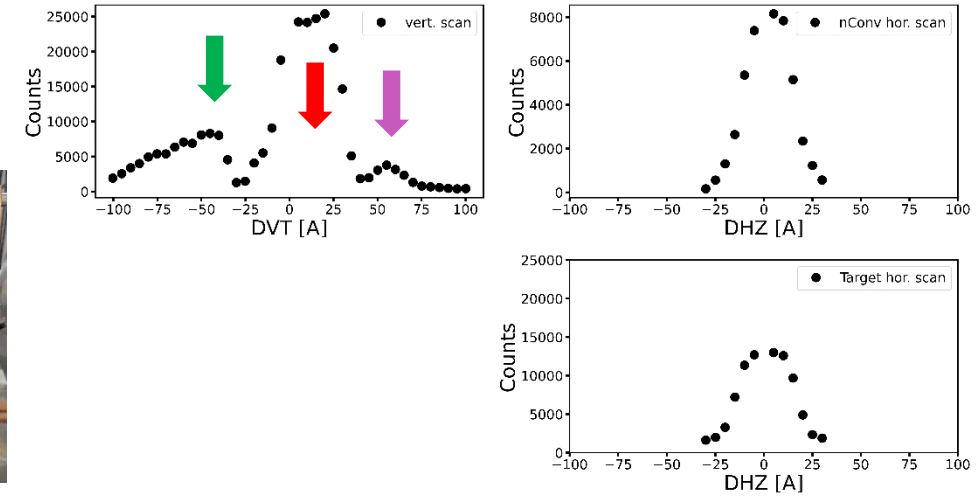 vert. scan
Counts
25000
20000
15000
10000
5000
0
−100 −75 −50 −25 0 25 50 75 100
DVT [A]
nConv hor. scan
Counts
8000
6000
4000
2000
0
−100 −75 −50 −25 0 25 50 75 100
DHZ [A]
Target hor. scan
Counts
25000
20000
15000
10000
5000
0
−100 −75 −50 −25 0 25 50 75 100
DHZ [A]